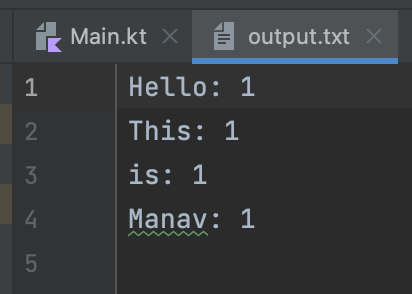 Main.kt output.txt
1 Hello: 1
2 This: 1
3 is: 1
4 Manav: 1
5